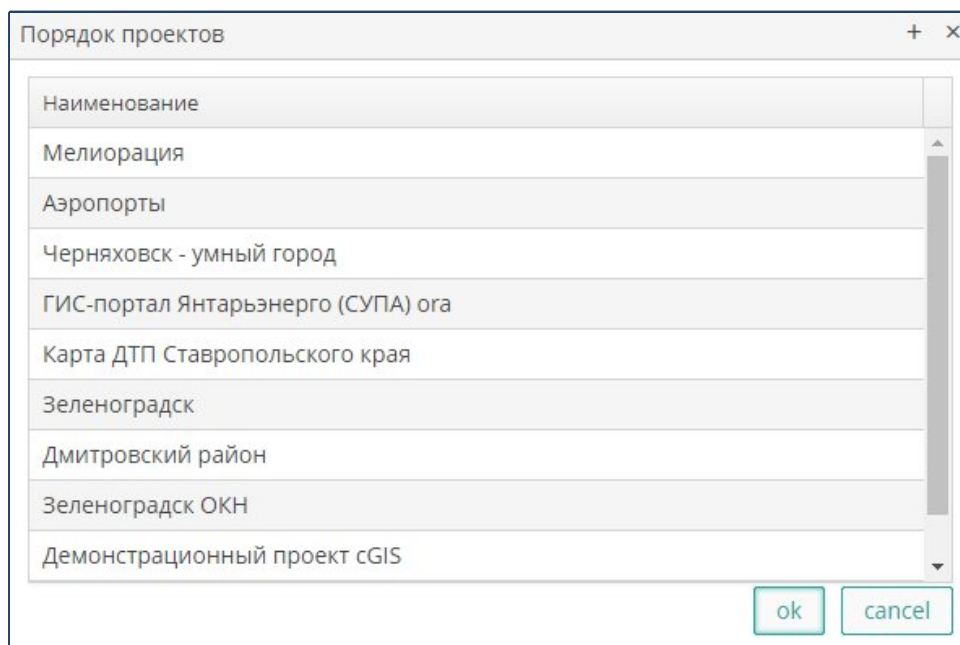 Порядок проектов + ×
Наименование
Мелиорация
Аэропорты
Черняховск - умный город
ГИС-портал Янтарьэнерго (СУПА) ora
Карта ДТП Ставропольского края
Зеленоградск
Дмитровский район
Зеленоградск ОКН
Демонстрационный проект cGIS
ok cancel